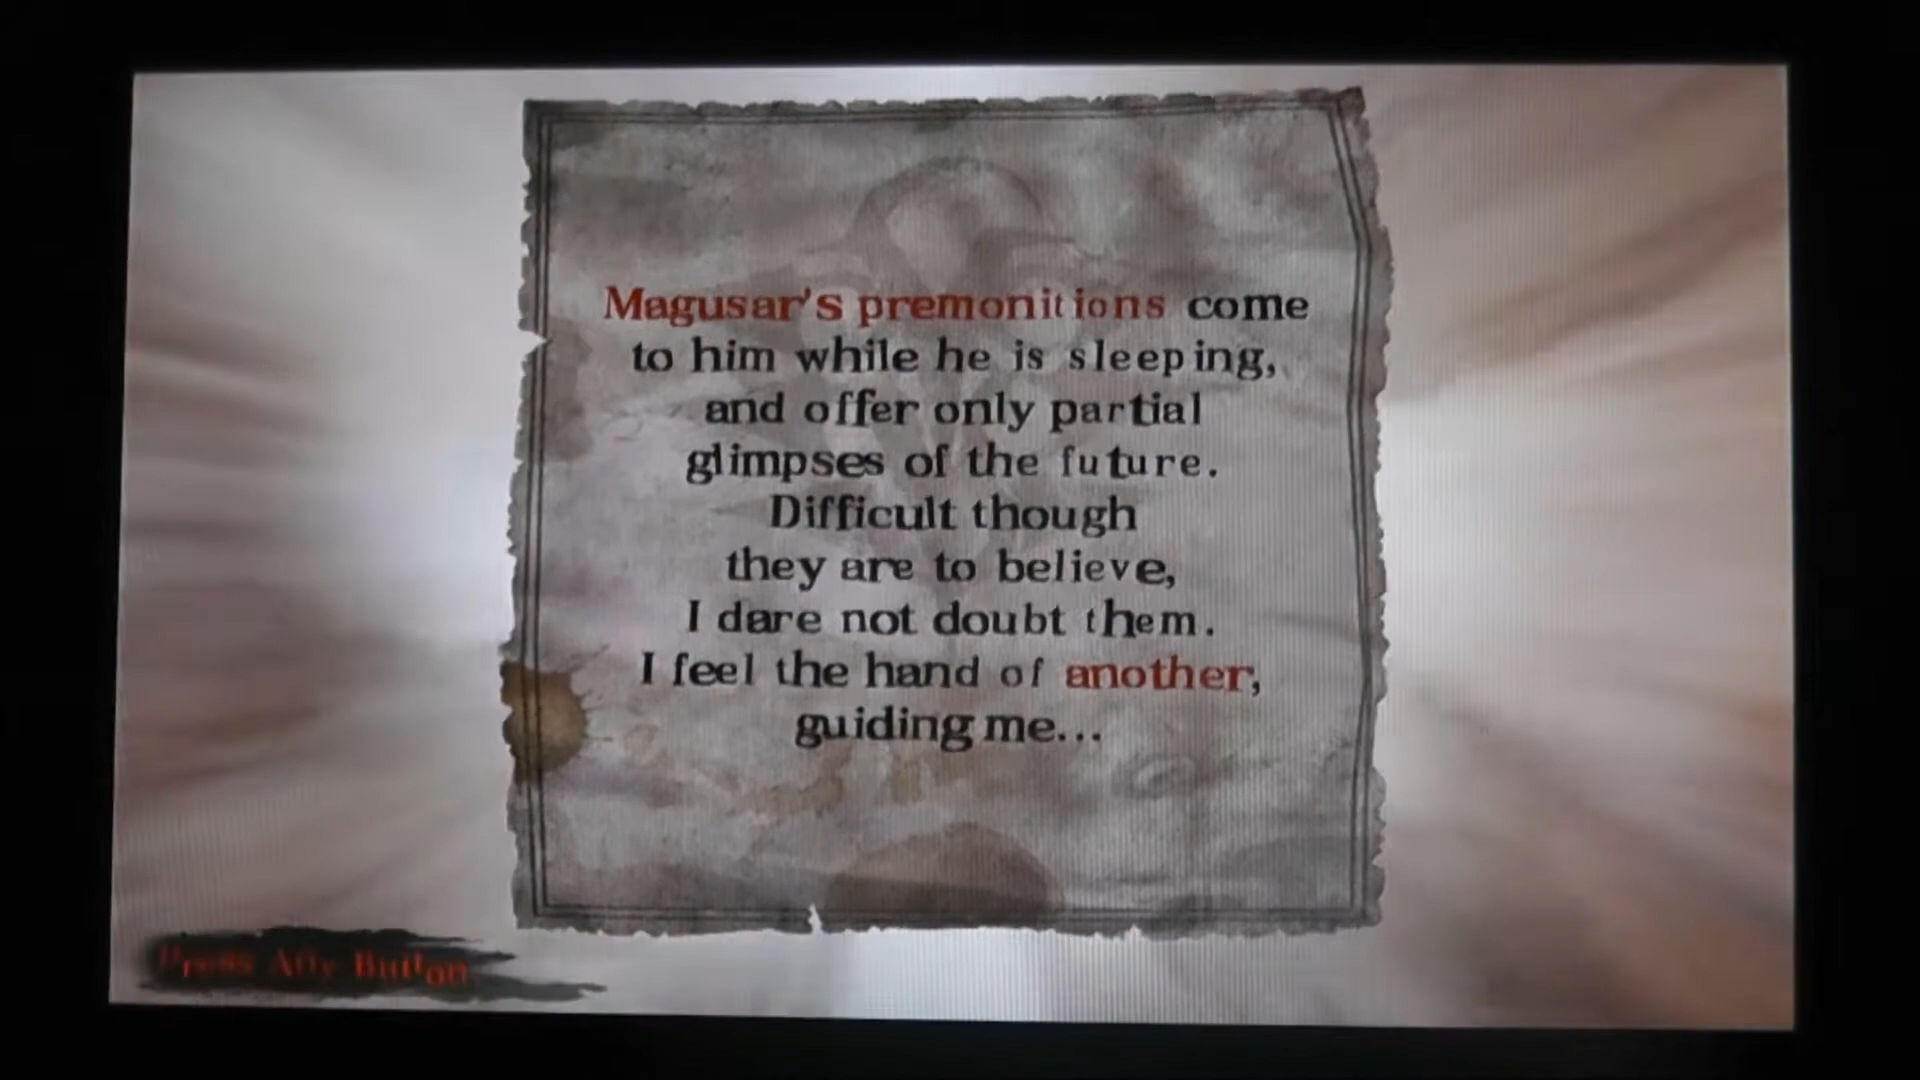 Magusar's premonitions come
to him while he is sleeping,
and offer only partial
glimpses of the future.
Difficult though
they are to believe,
I dare not doubt them.
I feel the hand of another,
guiding me...
Press Any Button